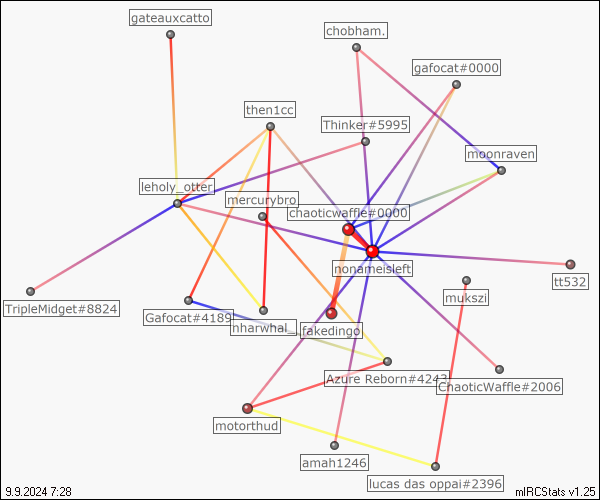 gateauxcatto
chobham.
gafocat#0000
then1cc
Thinker#5995
moonraven
leholy_otter
mercurybro
chaoticwaffle#0000
nonameisleft
tt532
mukszi
TripleMidget#8824
Gafocat#4189
nharwhal_
fakedingo
Azure Reborn#4243
ChaoticWaffle#2006
motorthud
amah1246
lucas das oppai#2396
9.9.2024 7:28
mIRCStats v1.25